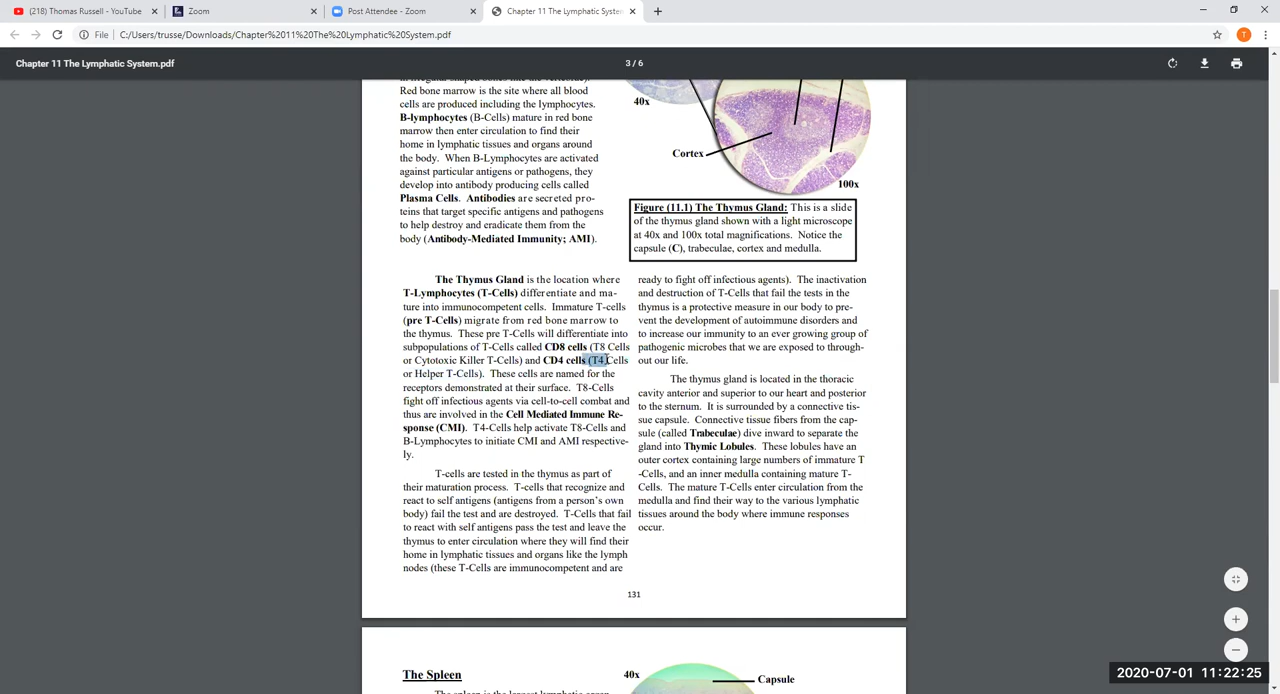 (218) Thomas Russell - YouTube
Zoom
Post Attendee - Zoom
Chapter 11 The Lymphatic System
File
C:/Users/trusse/Downloads/Chapter%2011%20The%20Lymphatic%20System.pdf
T
Chapter 11 The Lymphatic System.pdf
3 / 6
Red bone marrow is the site where all blood
cells are produced including the lymphocytes.
B-lymphocytes (B-Cells) mature in red bone
marrow then enter circulation to find their
home in lymphatic tissues and organs around
the body. When B-Lymphocytes are activated
against particular antigens or pathogens, they
develop into antibody producing cells called
Plasma Cells. Antibodies are secreted pro-
teins that target specific antigens and pathogens
to help destroy and eradicate them from the
body (Antibody-Mediated Immunity; AMI).
40x
Cortex
100x
Figure (11.1) The Thymus Gland: This is a slide
of the thymus gland shown with a light microscope
at 40x and 100x total magnifications. Notice the
capsule (C), trabeculae, cortex and medulla.
The Thymus Gland is the location where
T-Lymphocytes (T-Cells) differentiate and ma-
ture into immunocompetent cells. Immature T-cells
(pre T-Cells) migrate from red bone marrow to
the thymus. These pre T-Cells will differentiate into
subpopulations of T-Cells called CD8 cells (T8 Cells
or Cytotoxic Killer T-Cells) and CD4 cells (T4 Cells
or Helper T-Cells). These cells are named for the
receptors demonstrated at their surface. T8-Cells
fight off infectious agents via cell-to-cell combat and
thus are involved in the Cell Mediated Immune Re-
sponse (CMI). T4-Cells help activate T8-Cells and
B-Lymphocytes to initiate CMI and AMI respective-
ly.
T-cells are tested in the thymus as part of
their maturation process. T-cells that recognize and
react to self antigens (antigens from a person's own
body) fail the test and are destroyed. T-Cells that fail
to react with self antigens pass the test and leave the
thymus to enter circulation where they will find their
home in lymphatic tissues and organs like the lymph
nodes (these T-Cells are immunocompetent and are
ready to fight off infectious agents). The inactivation
and destruction of T-Cells that fail the tests in the
thymus is a protective measure in our body to pre-
vent the development of autoimmune disorders and
to increase our immunity to an ever growing group of
pathogenic microbes that we are exposed to through-
out our life.
The thymus gland is located in the thoracic
cavity anterior and superior to our heart and posterior
to the sternum. It is surrounded by a connective tis-
sue capsule. Connective tissue fibers from the cap-
sule (called Trabeculae) dive inward to separate the
gland into Thymic Lobules. These lobules have an
outer cortex containing large numbers of immature T
-Cells, and an inner medulla containing mature T-
Cells. The mature T-Cells enter circulation from the
medulla and find their way to the various lymphatic
tissues around the body where immune responses
occur.
131
The Spleen
40x
Capsule
2020-07-01 11:22:25